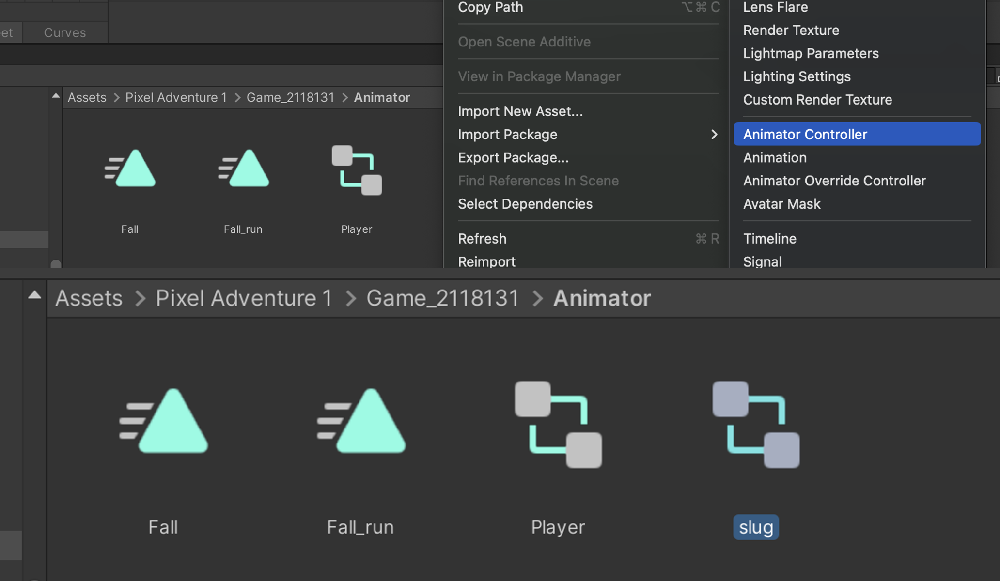 et
Curves
Assets > Pixel Adventure 1 > Game_2118131 > Animator
Fall
Fall_run
Player
Copy Path ⌥⌘ C
Open Scene Additive
View in Package Manager
Import New Asset...
Import Package >
Export Package...
Find References In Scene
Select Dependencies
Refresh ⌘ R
Reimport
Lens Flare
Render Texture
Lightmap Parameters
Lighting Settings
Custom Render Texture
Animator Controller
Animation
Animator Override Controller
Avatar Mask
Timeline
Signal
Assets > Pixel Adventure 1 > Game_2118131 > Animator
Fall
Fall_run
Player
slug